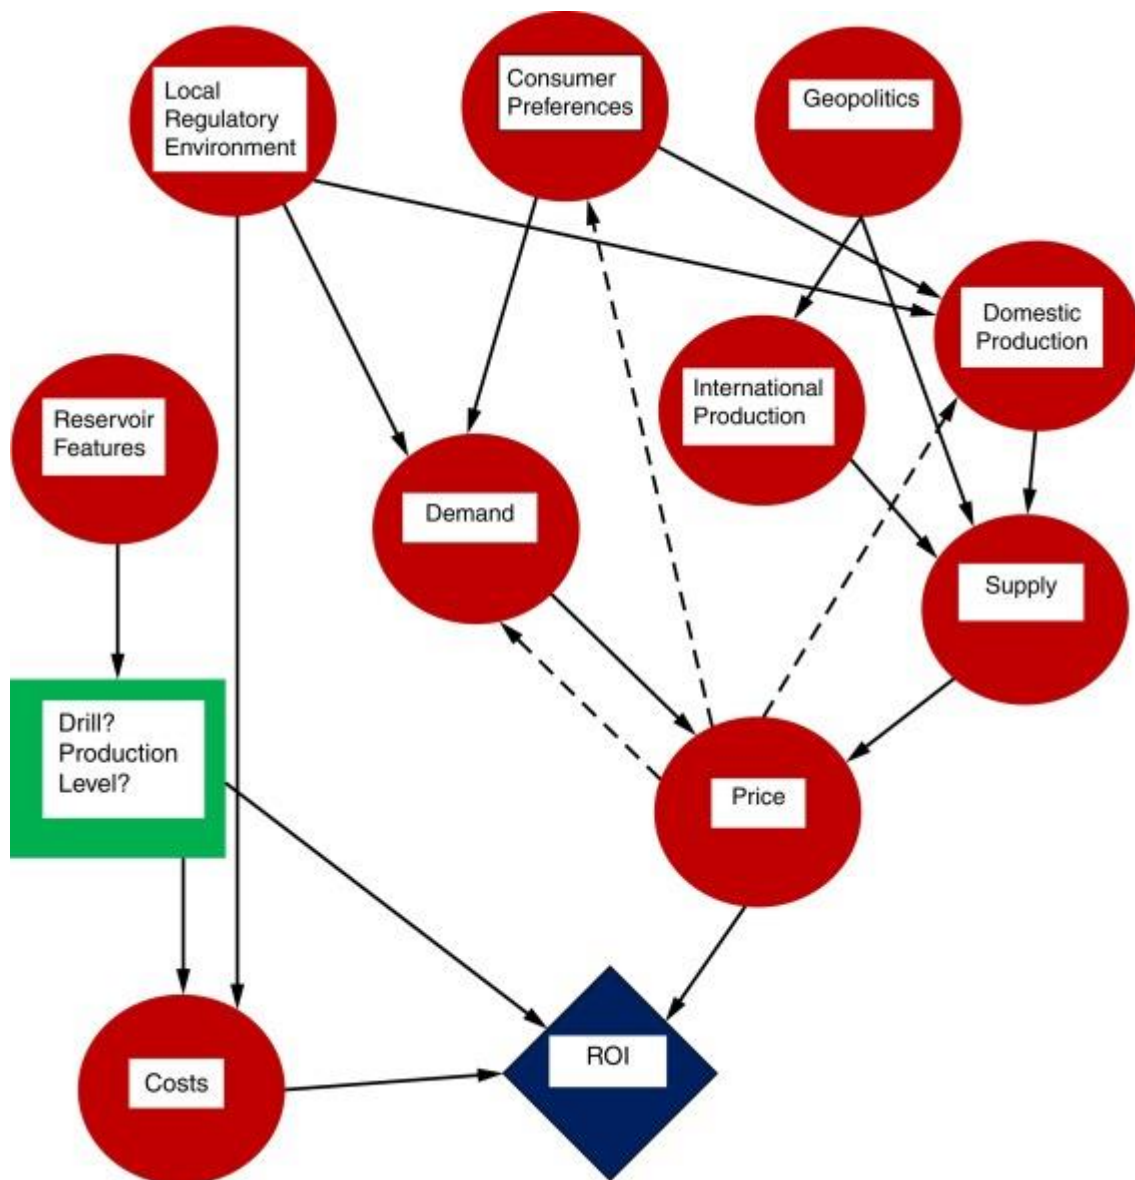 Local
Regulatory
Environment
Consumer
Preferences
Geopolitics
Domestic
Production
International
Production
Reservoir
Features
Demand
Supply
Drill?
Production
Level?
Price
ROI
Costs